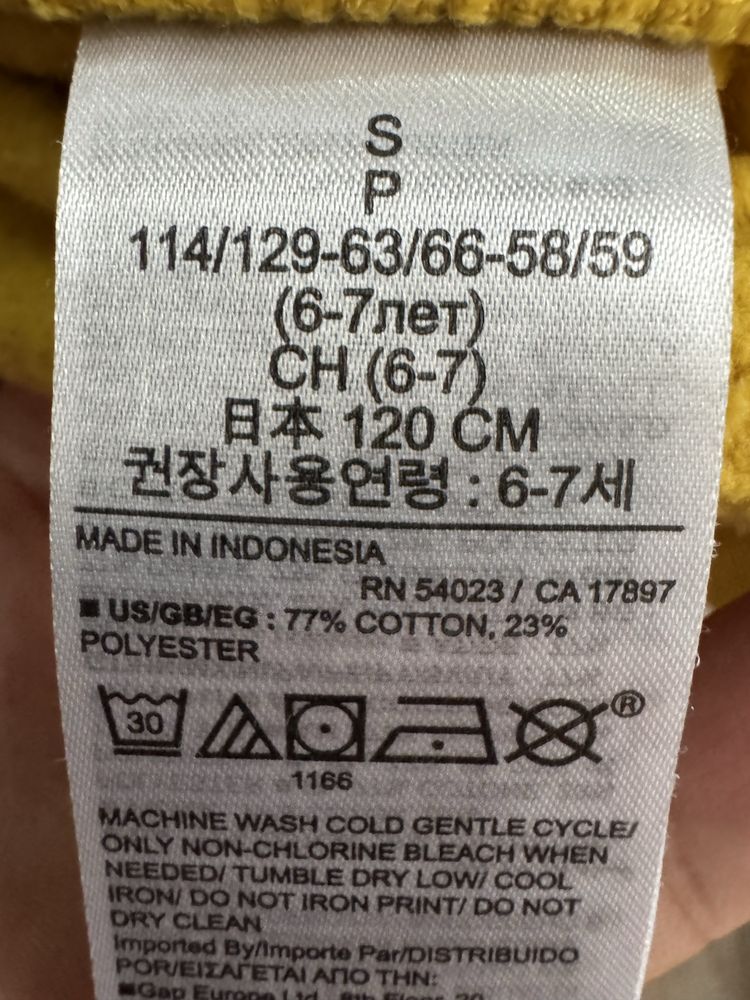 S
P
114/129-63/66-58/59
(6-7лет)
CH (6-7)
日本 120 CM
권장사용연령 : 6-7세
MADE IN INDONESIA
RN 54023 / CA 17897
■ US/GB/EG : 77% COTTON, 23%
POLYESTER
30
®
1166
MACHINE WASH COLD GENTLE CYCLE/
ONLY NON-CHLORINE BLEACH WHEN
NEEDED/ TUMBLE DRY LOW/ COOL
IRON/ DO NOT IRON PRINT/ DO NOT
DRY CLEAN
Imported By/Importe Par/DISTRIBUIDO
POR/ΕΙΣΑΓΕΤΑΙ ΑΠΟ ΤΗΝ:
■Gap Europe Ltd